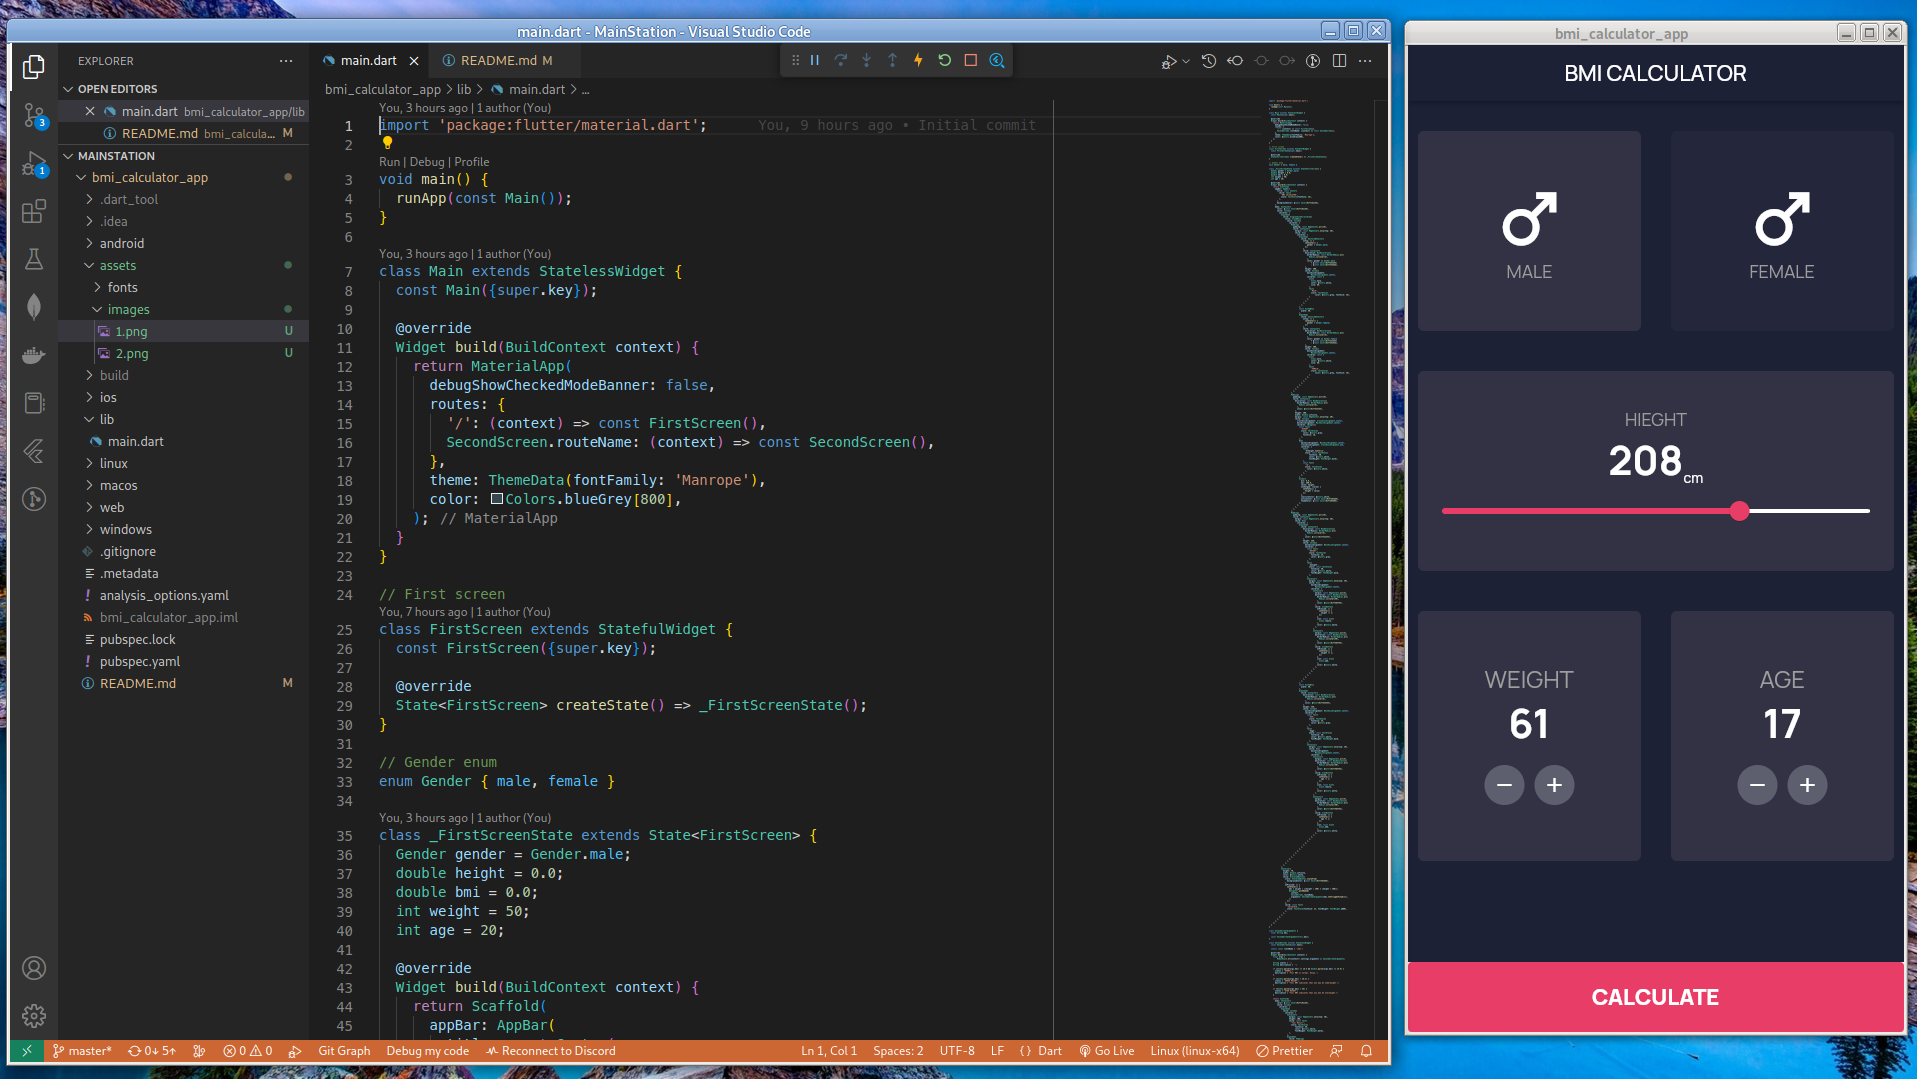 main.dart - MainStation - Visual Studio Code
EXPLORER
OPEN EDITORS
main.dart bmi_calculator_app/lib
README.md bmi_calcula... M
MAINSTATION
bmi_calculator_app
.dart_tool
.idea
android
assets
fonts
images
1.png U
2.png U
build
ios
lib
main.dart
linux
macos
web
windows
.gitignore
.metadata
analysis_options.yaml
bmi_calculator_app.iml
pubspec.lock
pubspec.yaml
README.md M
3
1
main.dart
README.md M
bmi_calculator_app > lib > main.dart > ...
You, 3 hours ago | 1 author (You)
1 import 'package:flutter/material.dart'; You, 9 hours ago • Initial commit
2
Run | Debug | Profile
3 void main() {
4 runApp(const Main());
5 }
6
You, 3 hours ago | 1 author (You)
7 class Main extends StatelessWidget {
8 const Main({super.key});
9
10 @override
11 Widget build(BuildContext context) {
12 return MaterialApp(
13 debugShowCheckedModeBanner: false,
14 routes: {
15 '/': (context) => const FirstScreen(),
16 SecondScreen.routeName: (context) => const SecondScreen(),
17 },
18 theme: ThemeData(fontFamily: 'Manrope'),
19 color: Colors.blueGrey[800],
20 ); // MaterialApp
21 }
22 }
23
24 // First screen
You, 7 hours ago | 1 author (You)
25 class FirstScreen extends StatefulWidget {
26 const FirstScreen({super.key});
27
28 @override
29 State<FirstScreen> createState() => _FirstScreenState();
30 }
31
32 // Gender enum
33 enum Gender { male, female }
34
You, 3 hours ago | 1 author (You)
35 class _FirstScreenState extends State<FirstScreen> {
36 Gender gender = Gender.male;
37 double height = 0.0;
38 double bmi = 0.0;
39 int weight = 50;
40 int age = 20;
41
42 @override
43 Widget build(BuildContext context) {
44 return Scaffold(
45 appBar: AppBar(
master* 0↓ 5↑ 0 0 Git Graph Debug my code Reconnect to Discord Ln 1, Col 1 Spaces: 2 UTF-8 LF {} Dart Go Live Linux (linux-x64) Prettier
bmi_calculator_app
BMI CALCULATOR
MALE
FEMALE
HIEGHT
208 cm
WEIGHT
61
AGE
17
CALCULATE